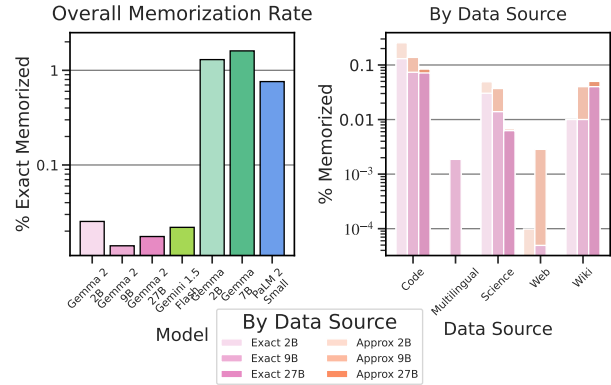 Overall Memorization Rate
% Exact Memorized
1
0.1
Gemma 2
2B
Gemma 2
9B
Gemma 2
27B
Gemini 1.5
Flash
Gemma
2B
Gemma
7B
PaLM 2
Small
Model
By Data Source
% Memorized
0.1
0.01
10⁻³
10⁻⁴
Code
Multilingual
Science
Web
Wiki
Data Source
By Data Source
Exact 2B
Exact 9B
Exact 27B
Approx 2B
Approx 9B
Approx 27B